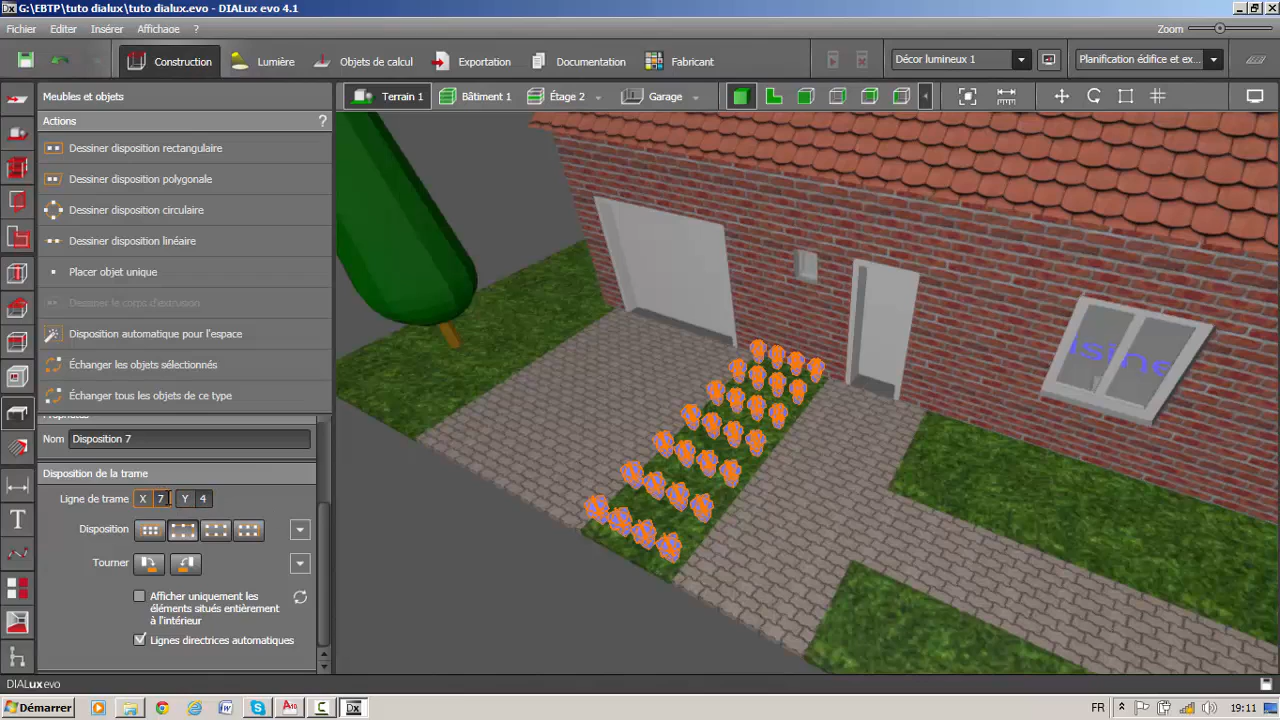 G:\EBTP\tuto dialux\tuto dialux.evo - DIALux evo 4.1
Fichier Editer Insérer Affichaoe ? Zoom
Construction Lumière Objets de calcul Exportation Documentation Fabricant Décor lumineux 1 Planification édifice et ex...
Meubles et objets Terrain 1 Bâtiment 1 Étage 2 Garage
Actions ?
Dessiner disposition rectangulaire
Dessiner disposition polygonale
Dessiner disposition circulaire
Dessiner disposition linéaire
Placer objet unique
Dessiner le corps d'extrusion
Disposition automatique pour l'espace
Échanger les objets sélectionnés
Échanger tous les objets de ce type
Nom Disposition 7
Disposition de la trame
Ligne de trame X 7 Y 4
Disposition
Tourner
Afficher uniquement les
éléments situés entièrement
à l'intérieur
Lignes directrices automatiques
DIALux evo
Démarrer FR 19:11